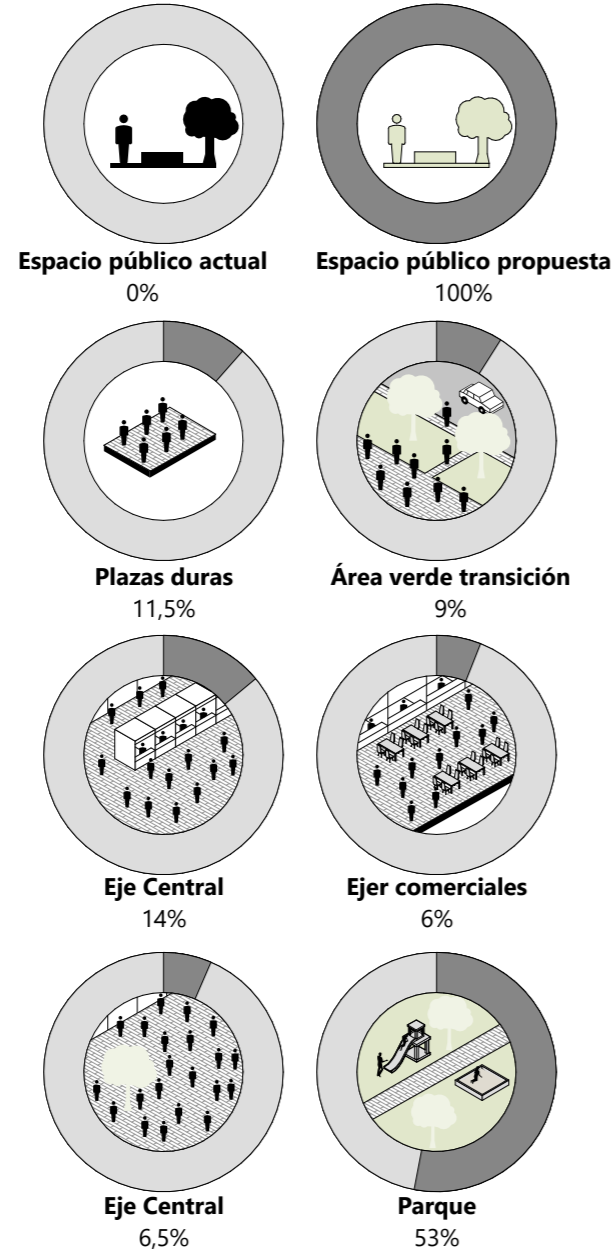 Espacio público actual
0%
Espacio público propuesta
100%
Plazas duras
11,5%
Área verde transición
9%
Eje Central
14%
Ejer comerciales
6%
Eje Central
6,5%
Parque
53%